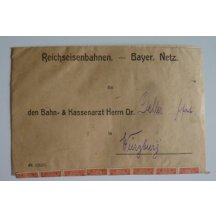 Reichseisenbahnen. — Bayer. Netz.
An
den Bahn- & Kassenarzt Herrn Dr.
in
Würzburg